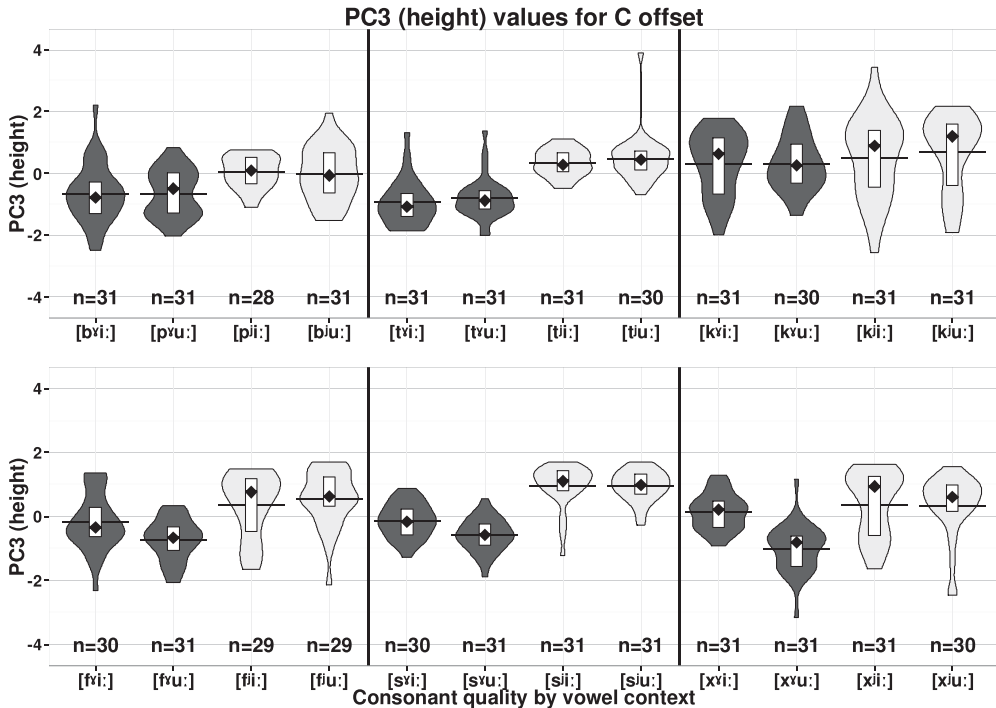 PC3 (height) values for C offset
PC3 (height)
4
2
0
-2
-4
n=31 n=31 n=28 n=31 n=31 n=31 n=31 n=30 n=31 n=30 n=31 n=31
[bˠiː] [pˠuː] [pʲiː] [bʲuː] [tˠiː] [tˠuː] [tʲiː] [tʲuː] [kˠiː] [kˠuː] [kʲiː] [kʲuː]
PC3 (height)
4
2
0
-2
-4
n=30 n=31 n=29 n=29 n=30 n=31 n=31 n=31 n=31 n=31 n=31 n=30
[fˠiː] [fˠuː] [fʲiː] [fʲuː] [sˠiː] [sˠuː] [sʲiː] [sʲuː] [xˠiː] [xˠuː] [xʲiː] [xʲuː]
Consonant quality by vowel context